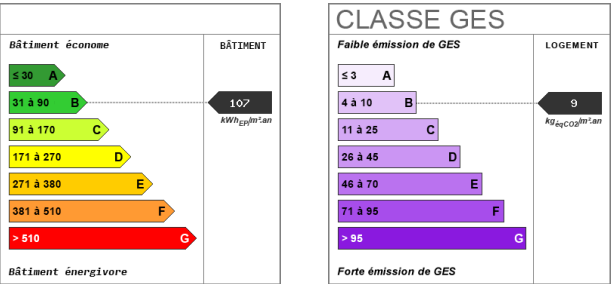 Bâtiment économe
BÂTIMENT
≤ 30 A
31 à 90 B
107
kWhEP/m².an
91 à 170 C
171 à 270 D
271 à 380 E
381 à 510 F
> 510 G
Bâtiment énergivore
CLASSE GES
Faible émission de GES
LOGEMENT
≤ 3 A
4 à 10 B
9
kgéqCO2/m².an
11 à 25 C
26 à 45 D
46 à 70 E
71 à 95 F
> 95 G
Forte émission de GES